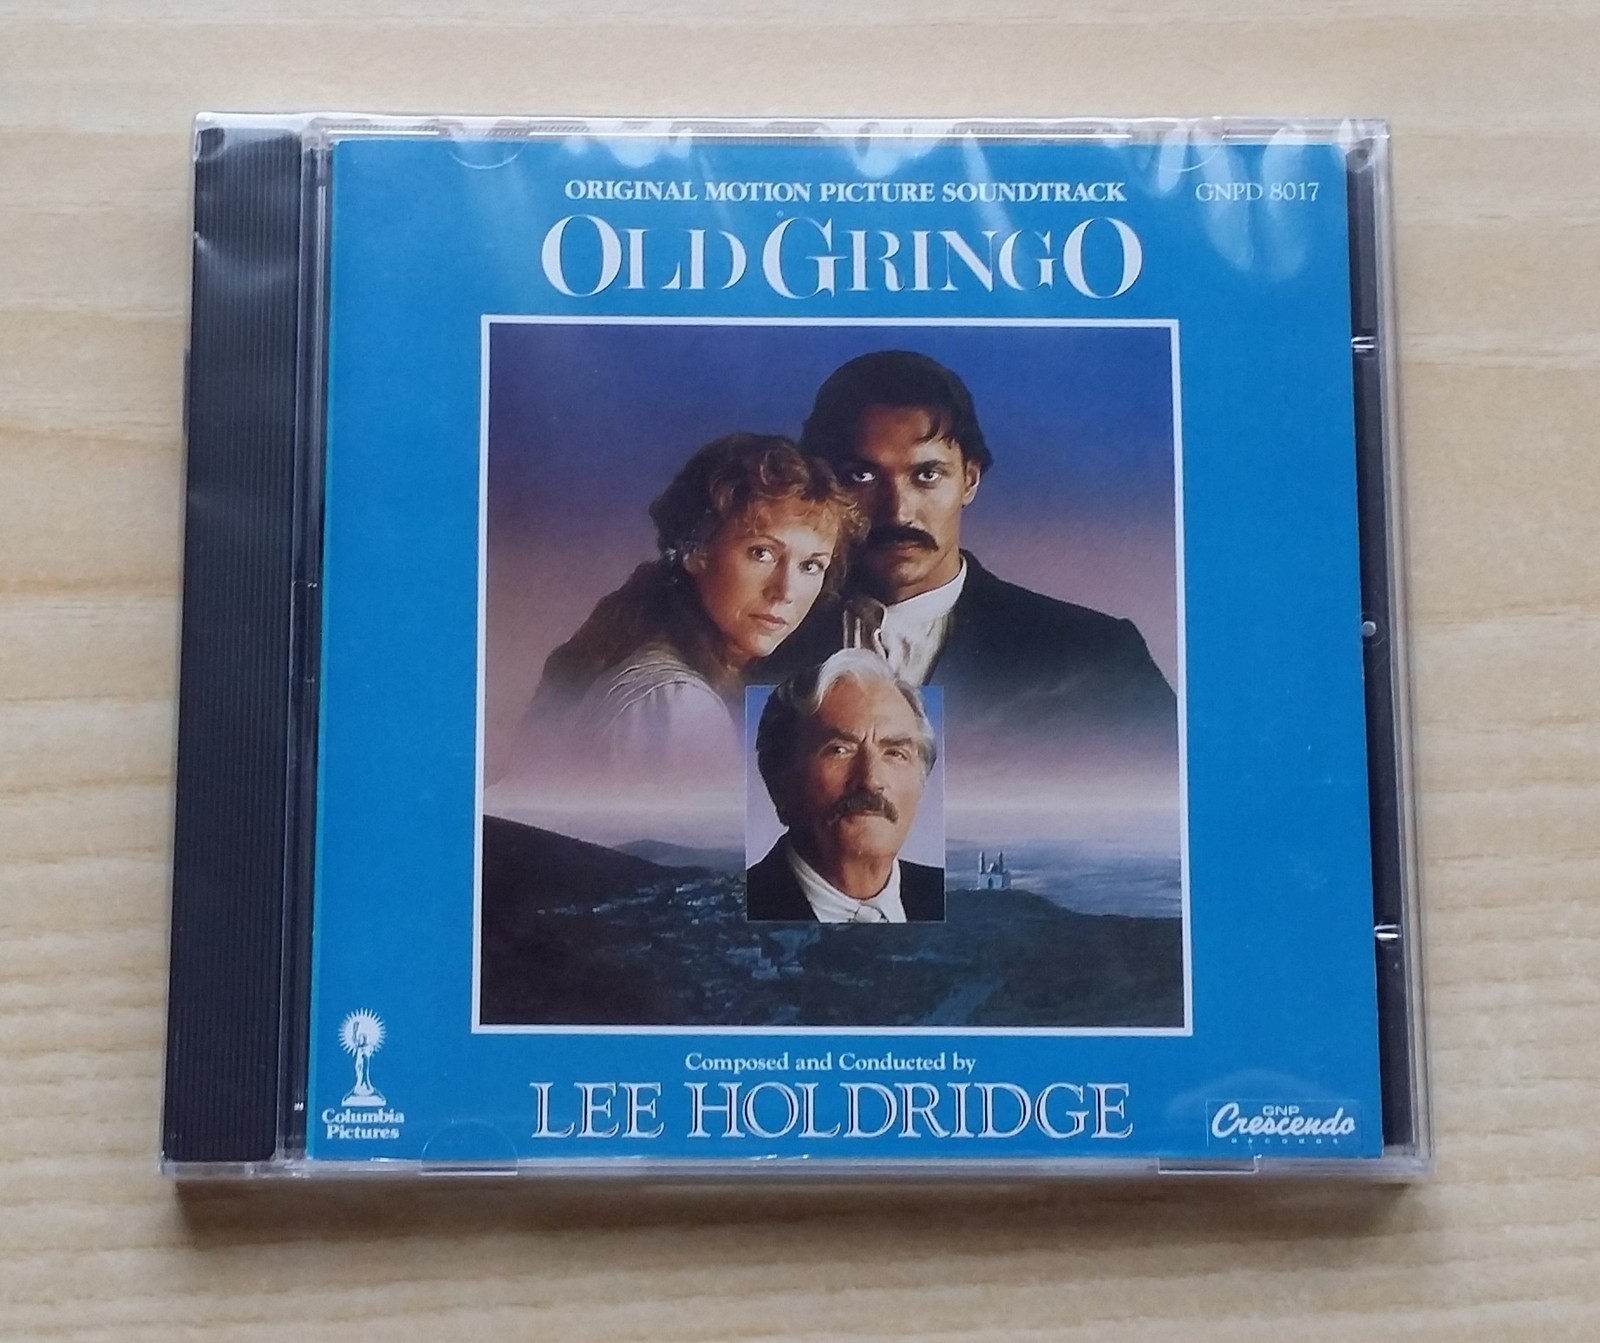 ORIGINAL MOTION PICTURE SOUNDTRACK
GNPD 8017
OLD GRINGO
Composed and Conducted by
LEE HOLDRIDGE
Columbia
Pictures
GNP
Crescendo
RECORDS